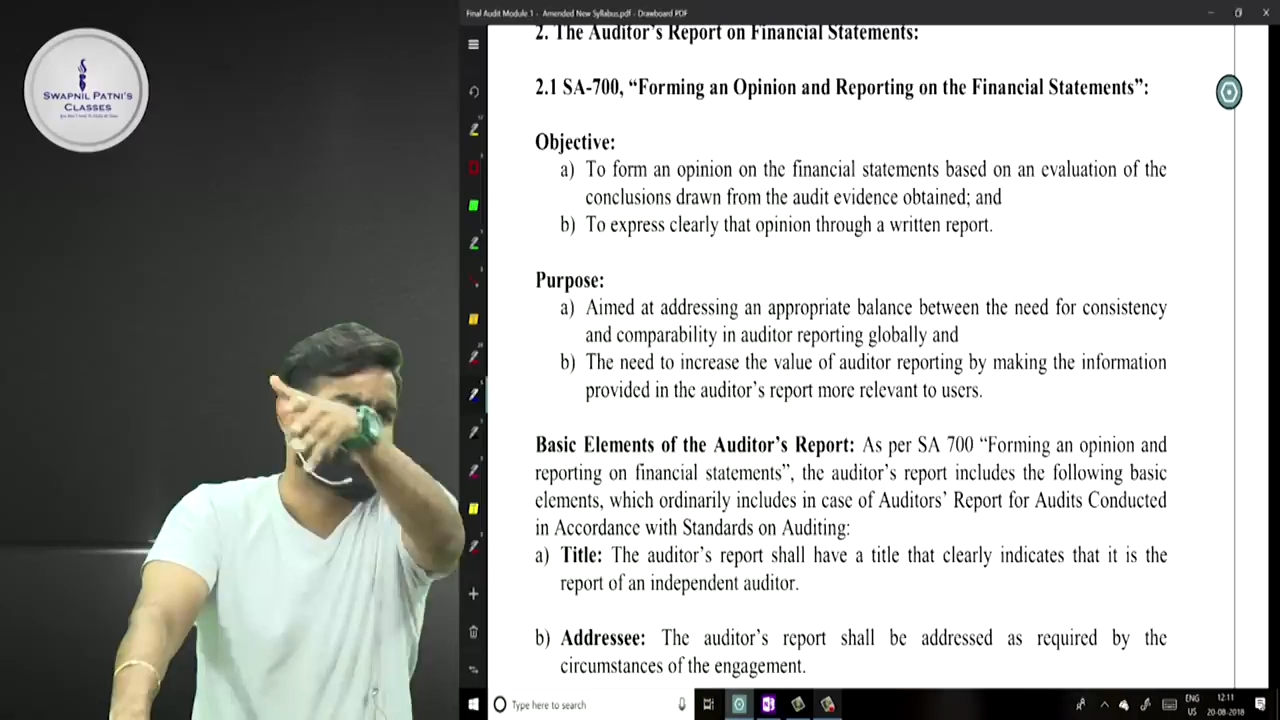 Final Audit Module 1 - Amended New Syllabus.pdf - Drawboard PDF
SWAPNIL PATNI'S
CLASSES
2. The Auditor's Report on Financial Statements:
2.1 SA-700, “Forming an Opinion and Reporting on the Financial Statements”:
Objective:
a) To form an opinion on the financial statements based on an evaluation of the
conclusions drawn from the audit evidence obtained; and
b) To express clearly that opinion through a written report.
Purpose:
a) Aimed at addressing an appropriate balance between the need for consistency
and comparability in auditor reporting globally and
b) The need to increase the value of auditor reporting by making the information
provided in the auditor's report more relevant to users.
Basic Elements of the Auditor's Report: As per SA 700 “Forming an opinion and
reporting on financial statements”, the auditor's report includes the following basic
elements, which ordinarily includes in case of Auditors' Report for Audits Conducted
in Accordance with Standards on Auditing:
a) Title: The auditor's report shall have a title that clearly indicates that it is the
report of an independent auditor.
b) Addressee: The auditor's report shall be addressed as required by the
circumstances of the engagement.
Type here to search
ENG
US
12:11
20-08-2018